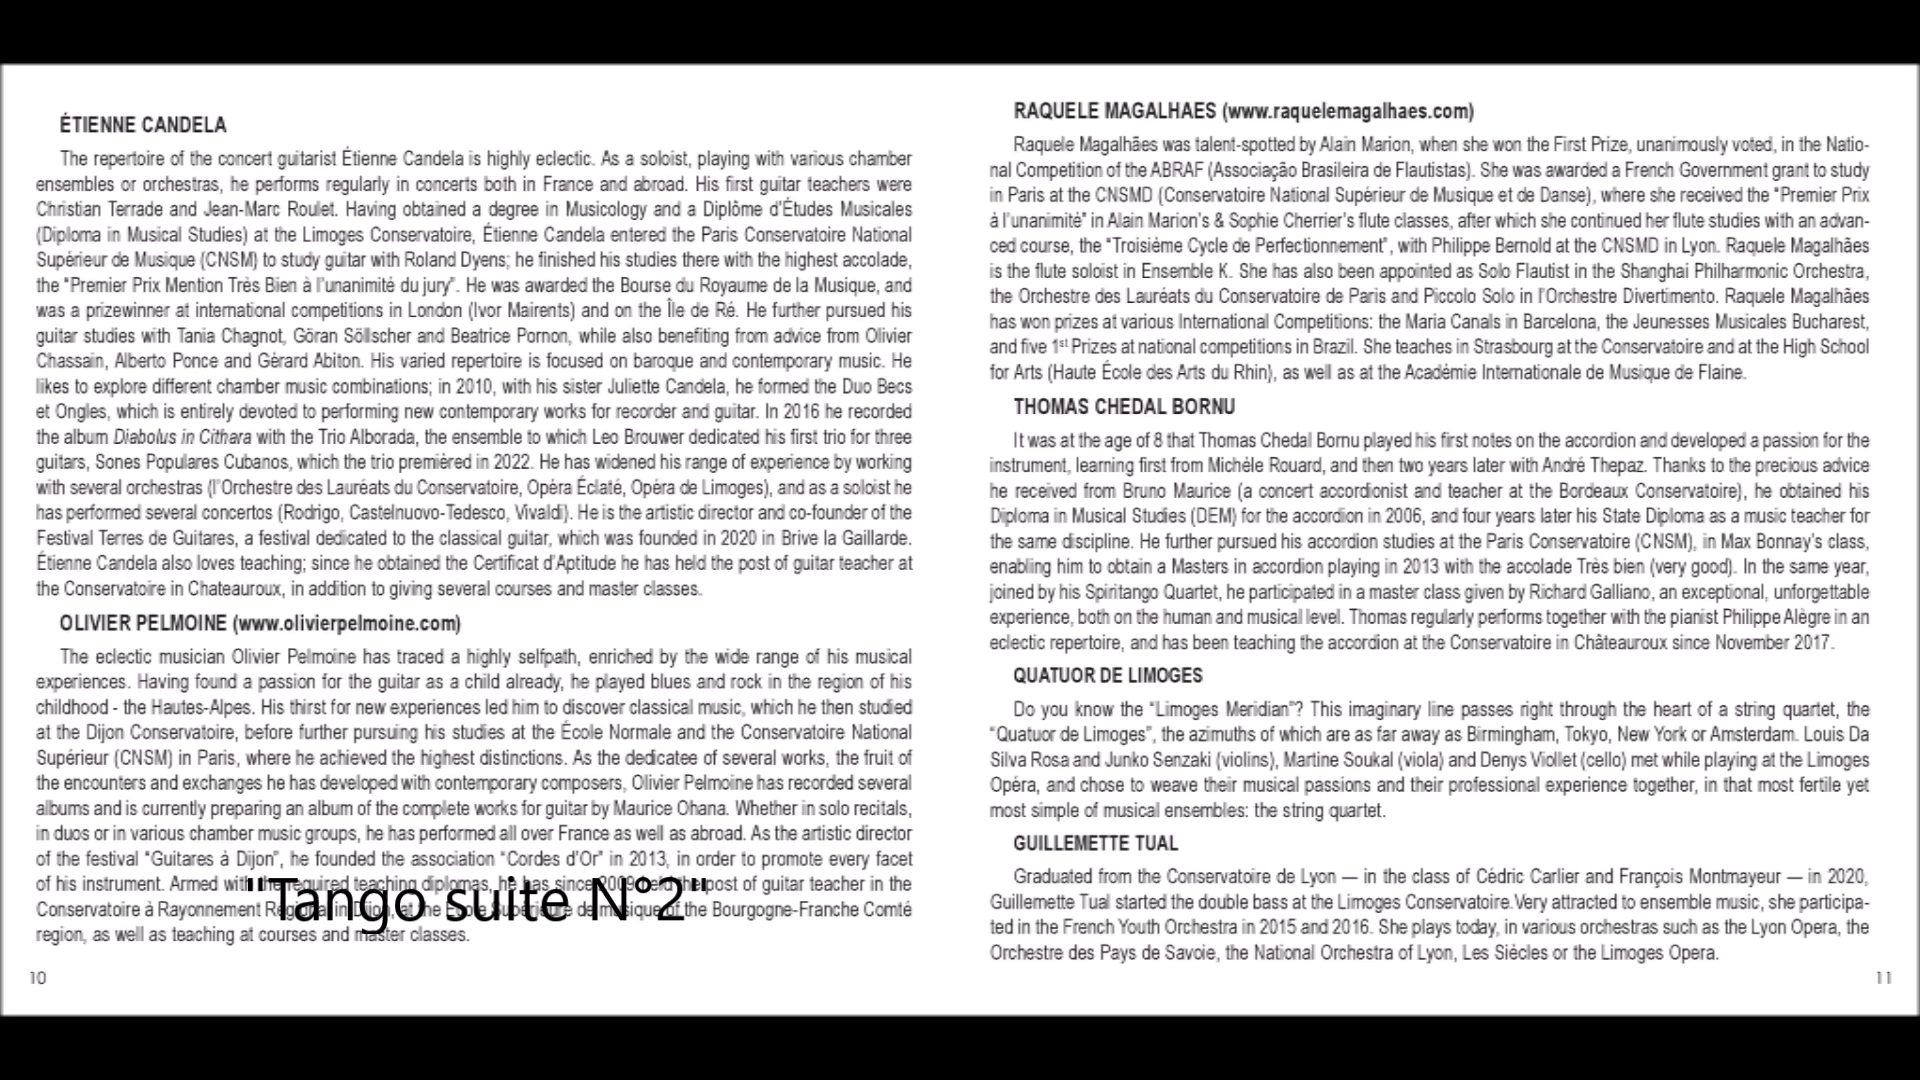 ÉTIENNE CANDELA
The repertoire of the concert guitarist Étienne Candela is highly eclectic. As a soloist, playing with various chamber
ensembles or orchestras, he performs regularly in concerts both in France and abroad. His first guitar teachers were
Christian Terrade and Jean-Marc Roulet. Having obtained a degree in Musicology and a Diplôme d'Études Musicales
(Diploma in Musical Studies) at the Limoges Conservatoire, Étienne Candela entered the Paris Conservatoire National
Supérieur de Musique (CNSM) to study guitar with Roland Dyens; he finished his studies there with the highest accolade,
the “Premier Prix Mention Très Bien à l'unanimité du jury”. He was awarded the Bourse du Royaume de la Musique, and
was a prizewinner at international competitions in London (Ivor Mairents) and on the Île de Ré. He further pursued his
guitar studies with Tania Chagnot, Göran Söllscher and Beatrice Pornon, while also benefiting from advice from Olivier
Chassain, Alberto Ponce and Gérard Abiton. His varied repertoire is focused on baroque and contemporary music. He
likes to explore different chamber music combinations; in 2010, with his sister Juliette Candela, he formed the Duo Becs
et Ongles, which is entirely devoted to performing new contemporary works for recorder and guitar. In 2016 he recorded
the album Diabolus in Cithara with the Trio Alborada, the ensemble to which Leo Brouwer dedicated his first trio for three
guitars, Sones Populares Cubanos, which the trio premièred in 2022. He has widened his range of experience by working
with several orchestras (l'Orchestre des Lauréats du Conservatoire, Opéra Éclaté, Opéra de Limoges), and as a soloist he
has performed several concertos (Rodrigo, Castelnuovo-Tedesco, Vivaldi). He is the artistic director and co-founder of the
Festival Terres de Guitares, a festival dedicated to the classical guitar, which was founded in 2020 in Brive la Gaillarde.
Étienne Candela also loves teaching; since he obtained the Certificat d'Aptitude he has held the post of guitar teacher at
the Conservatoire in Chateauroux, in addition to giving several courses and master classes.
OLIVIER PELMOINE (www.olivierpelmoine.com)
The eclectic musician Olivier Pelmoine has traced a highly selfpath, enriched by the wide range of his musical
experiences. Having found a passion for the guitar as a child already, he played blues and rock in the region of his
childhood - the Hautes-Alpes. His thirst for new experiences led him to discover classical music, which he then studied
at the Dijon Conservatoire, before further pursuing his studies at the École Normale and the Conservatoire National
Supérieur (CNSM) in Paris, where he achieved the highest distinctions. As the dedicatee of several works, the fruit of
the encounters and exchanges he has developed with contemporary composers, Olivier Pelmoine has recorded several
albums and is currently preparing an album of the complete works for guitar by Maurice Ohana. Whether in solo recitals,
in duos or in various chamber music groups, he has performed all over France as well as abroad. As the artistic director
of the festival “Guitares à Dijon”, he founded the association “Cordes d'Or” in 2013, in order to promote every facet
of his instrument. Armed with the required teaching diplomas, he has since 2009 held the post of guitar teacher in the
Conservatoire à Rayonnement Régional in Dijon, at the École Supérieure de musique of the Bourgogne-Franche Comté
region, as well as teaching at courses and master classes.
"Tango suite N°2"
10
RAQUELE MAGALHAES (www.raquelemagalhaes.com)
Raquele Magalhães was talent-spotted by Alain Marion, when she won the First Prize, unanimously voted, in the Natio-
nal Competition of the ABRAF (Associação Brasileira de Flautistas). She was awarded a French Government grant to study
in Paris at the CNSMD (Conservatoire National Supérieur de Musique et de Danse), where she received the “Premier Prix
à l'unanimité” in Alain Marion's & Sophie Cherrier's flute classes, after which she continued her flute studies with an advan-
ced course, the “Troisième Cycle de Perfectionnement”, with Philippe Bernold at the CNSMD in Lyon. Raquele Magalhães
is the flute soloist in Ensemble K. She has also been appointed as Solo Flautist in the Shanghai Philharmonic Orchestra,
the Orchestre des Lauréats du Conservatoire de Paris and Piccolo Solo in l'Orchestre Divertimento. Raquele Magalhães
has won prizes at various International Competitions: the Maria Canals in Barcelona, the Jeunesses Musicales Bucharest,
and five 1st Prizes at national competitions in Brazil. She teaches in Strasbourg at the Conservatoire and at the High School
for Arts (Haute École des Arts du Rhin), as well as at the Académie Internationale de Musique de Flaine.
THOMAS CHEDAL BORNU
It was at the age of 8 that Thomas Chedal Bornu played his first notes on the accordion and developed a passion for the
instrument, learning first from Michèle Rouard, and then two years later with André Thepaz. Thanks to the precious advice
he received from Bruno Maurice (a concert accordionist and teacher at the Bordeaux Conservatoire), he obtained his
Diploma in Musical Studies (DEM) for the accordion in 2006, and four years later his State Diploma as a music teacher for
the same discipline. He further pursued his accordion studies at the Paris Conservatoire (CNSM), in Max Bonnay's class,
enabling him to obtain a Masters in accordion playing in 2013 with the accolade Très bien (very good). In the same year,
joined by his Spiritango Quartet, he participated in a master class given by Richard Galliano, an exceptional, unforgettable
experience, both on the human and musical level. Thomas regularly performs together with the pianist Philippe Alègre in an
eclectic repertoire, and has been teaching the accordion at the Conservatoire in Châteauroux since November 2017.
QUATUOR DE LIMOGES
Do you know the “Limoges Meridian”? This imaginary line passes right through the heart of a string quartet, the
“Quatuor de Limoges”, the azimuths of which are as far away as Birmingham, Tokyo, New York or Amsterdam. Louis Da
Silva Rosa and Junko Senzaki (violins), Martine Soukal (viola) and Denys Viollet (cello) met while playing at the Limoges
Opéra, and chose to weave their musical passions and their professional experience together, in that most fertile yet
most simple of musical ensembles: the string quartet.
GUILLEMETTE TUAL
Graduated from the Conservatoire de Lyon — in the class of Cédric Carlier and François Montmayeur — in 2020,
Guillemette Tual started the double bass at the Limoges Conservatoire.Very attracted to ensemble music, she participa-
ted in the French Youth Orchestra in 2015 and 2016. She plays today, in various orchestras such as the Lyon Opera, the
Orchestre des Pays de Savoie, the National Orchestra of Lyon, Les Siècles or the Limoges Opera.
11